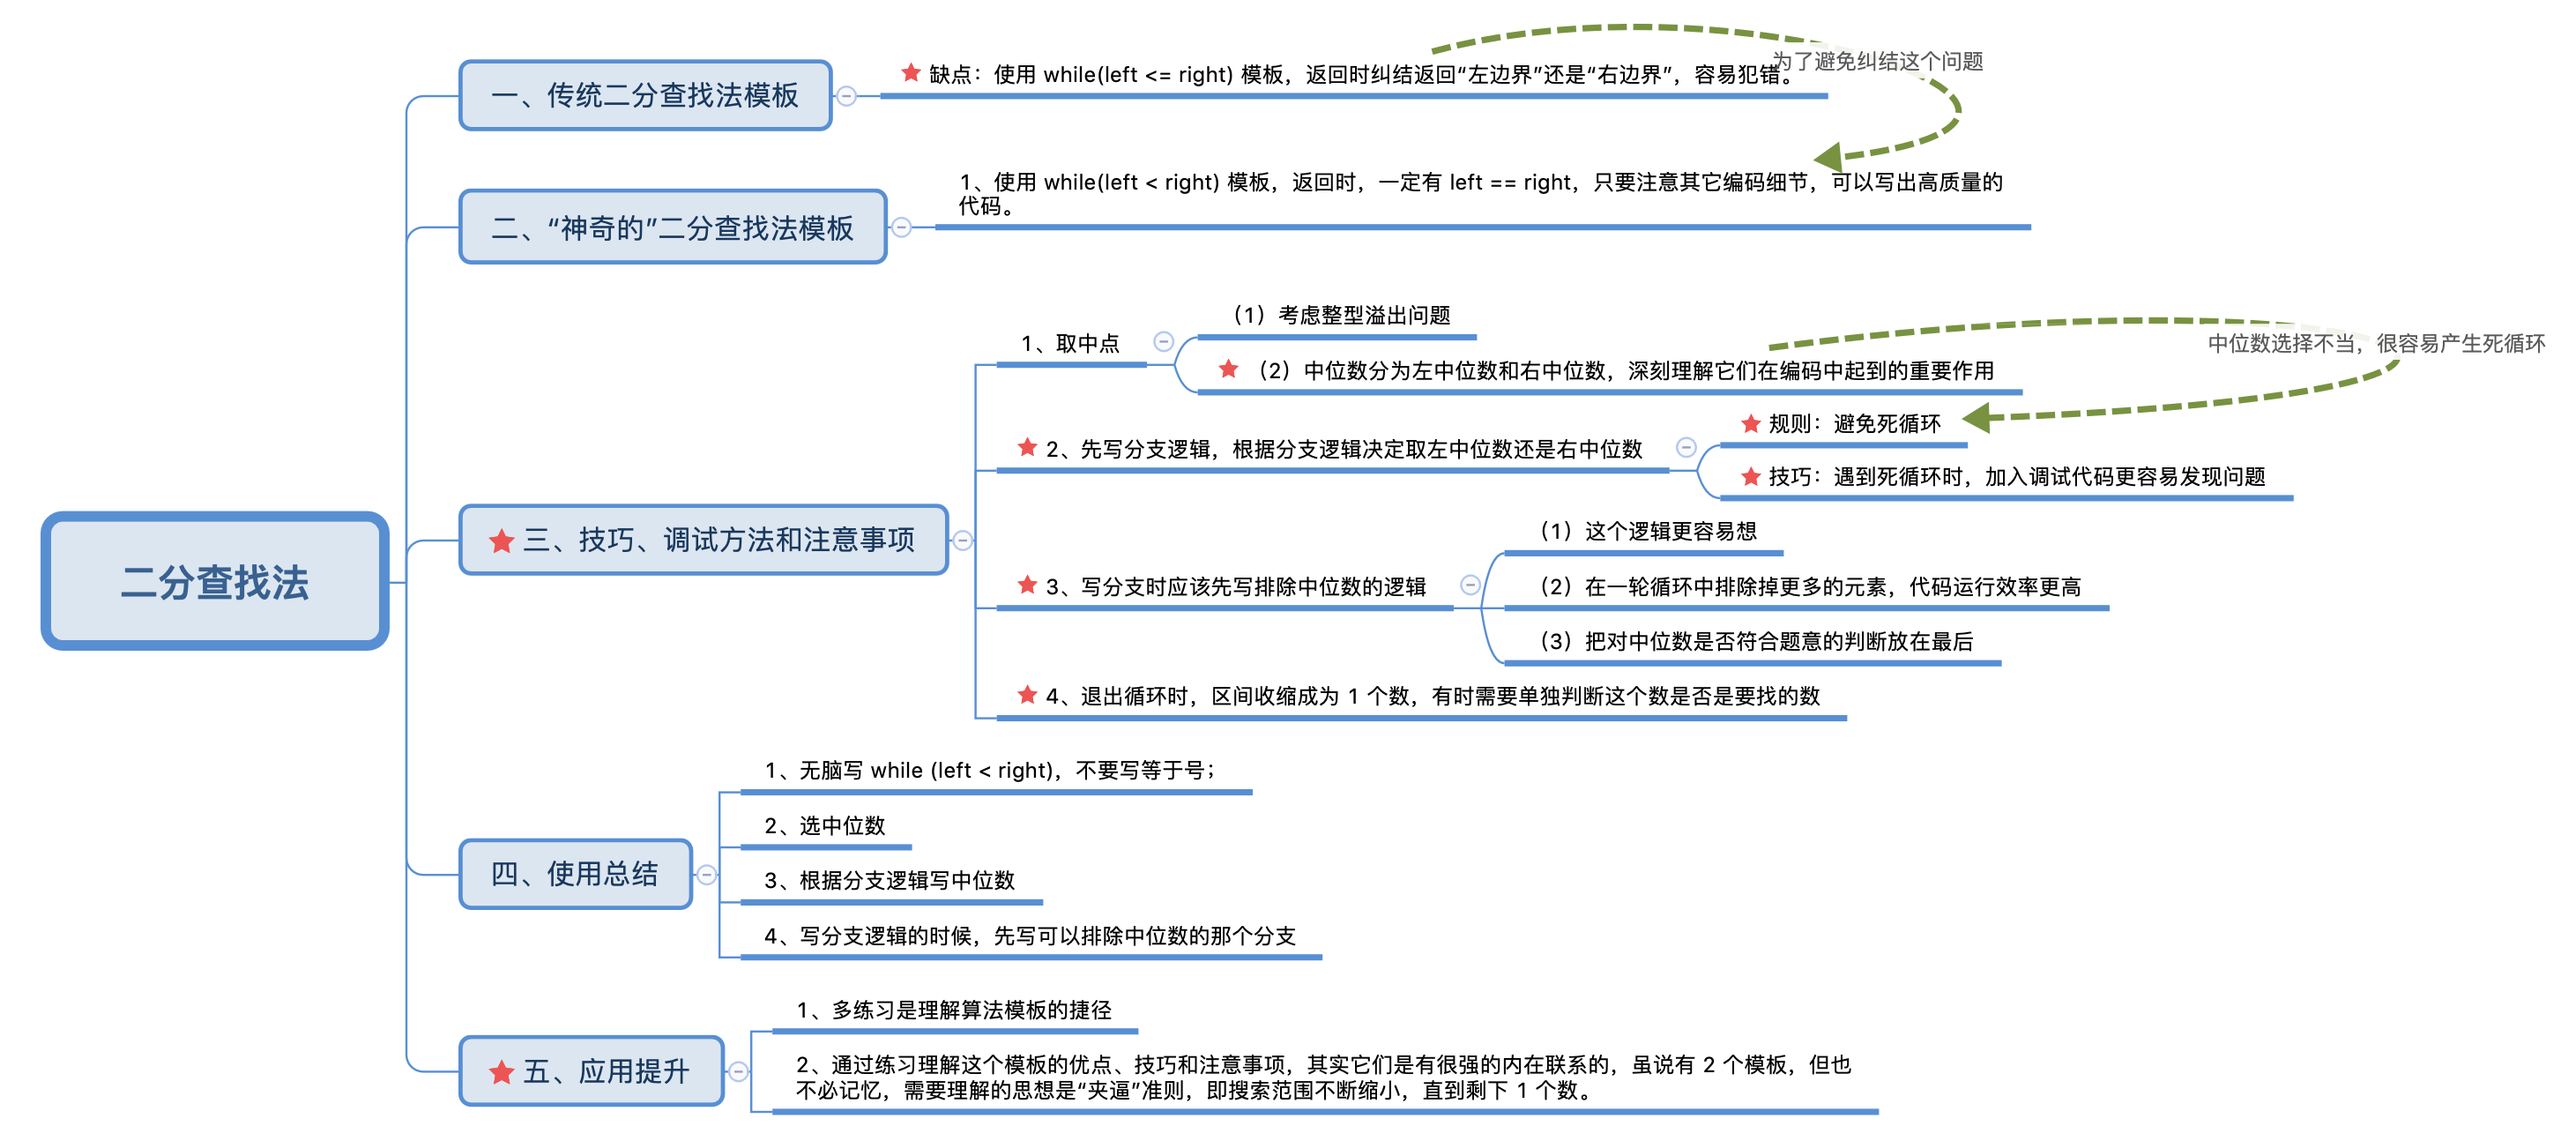 二分查找法
一、传统二分查找法模板
缺点：使用 while(left <= right) 模板，返回时纠结返回“左边界”还是“右边界”，容易犯错。
为了避免纠结这个问题
二、“神奇的”二分查找法模板
1、使用 while(left < right) 模板，返回时，一定有 left == right，只要注意其它编码细节，可以写出高质量的
代码。
三、技巧、调试方法和注意事项
1、取中点
（1）考虑整型溢出问题
（2）中位数分为左中位数和右中位数，深刻理解它们在编码中起到的重要作用
中位数选择不当，很容易产生死循环
2、先写分支逻辑，根据分支逻辑决定取左中位数还是右中位数
规则：避免死循环
技巧：遇到死循环时，加入调试代码更容易发现问题
3、写分支时应该先写排除中位数的逻辑
（1）这个逻辑更容易想
（2）在一轮循环中排除掉更多的元素，代码运行效率更高
（3）把对中位数是否符合题意的判断放在最后
4、退出循环时，区间收缩成为 1 个数，有时需要单独判断这个数是否是要找的数
四、使用总结
1、无脑写 while (left < right)，不要写等于号；
2、选中位数
3、根据分支逻辑写中位数
4、写分支逻辑的时候，先写可以排除中位数的那个分支
五、应用提升
1、多练习是理解算法模板的捷径
2、通过练习理解这个模板的优点、技巧和注意事项，其实它们是有很强的内在联系的，虽说有 2 个模板，但也
不必记忆，需要理解的思想是“夹逼”准则，即搜索范围不断缩小，直到剩下 1 个数。